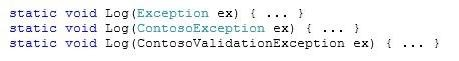 static void Log(Exception ex) { ... }
static void Log(ContosoException ex) { ... }
static void Log(ContosoValidationException ex) { ... }